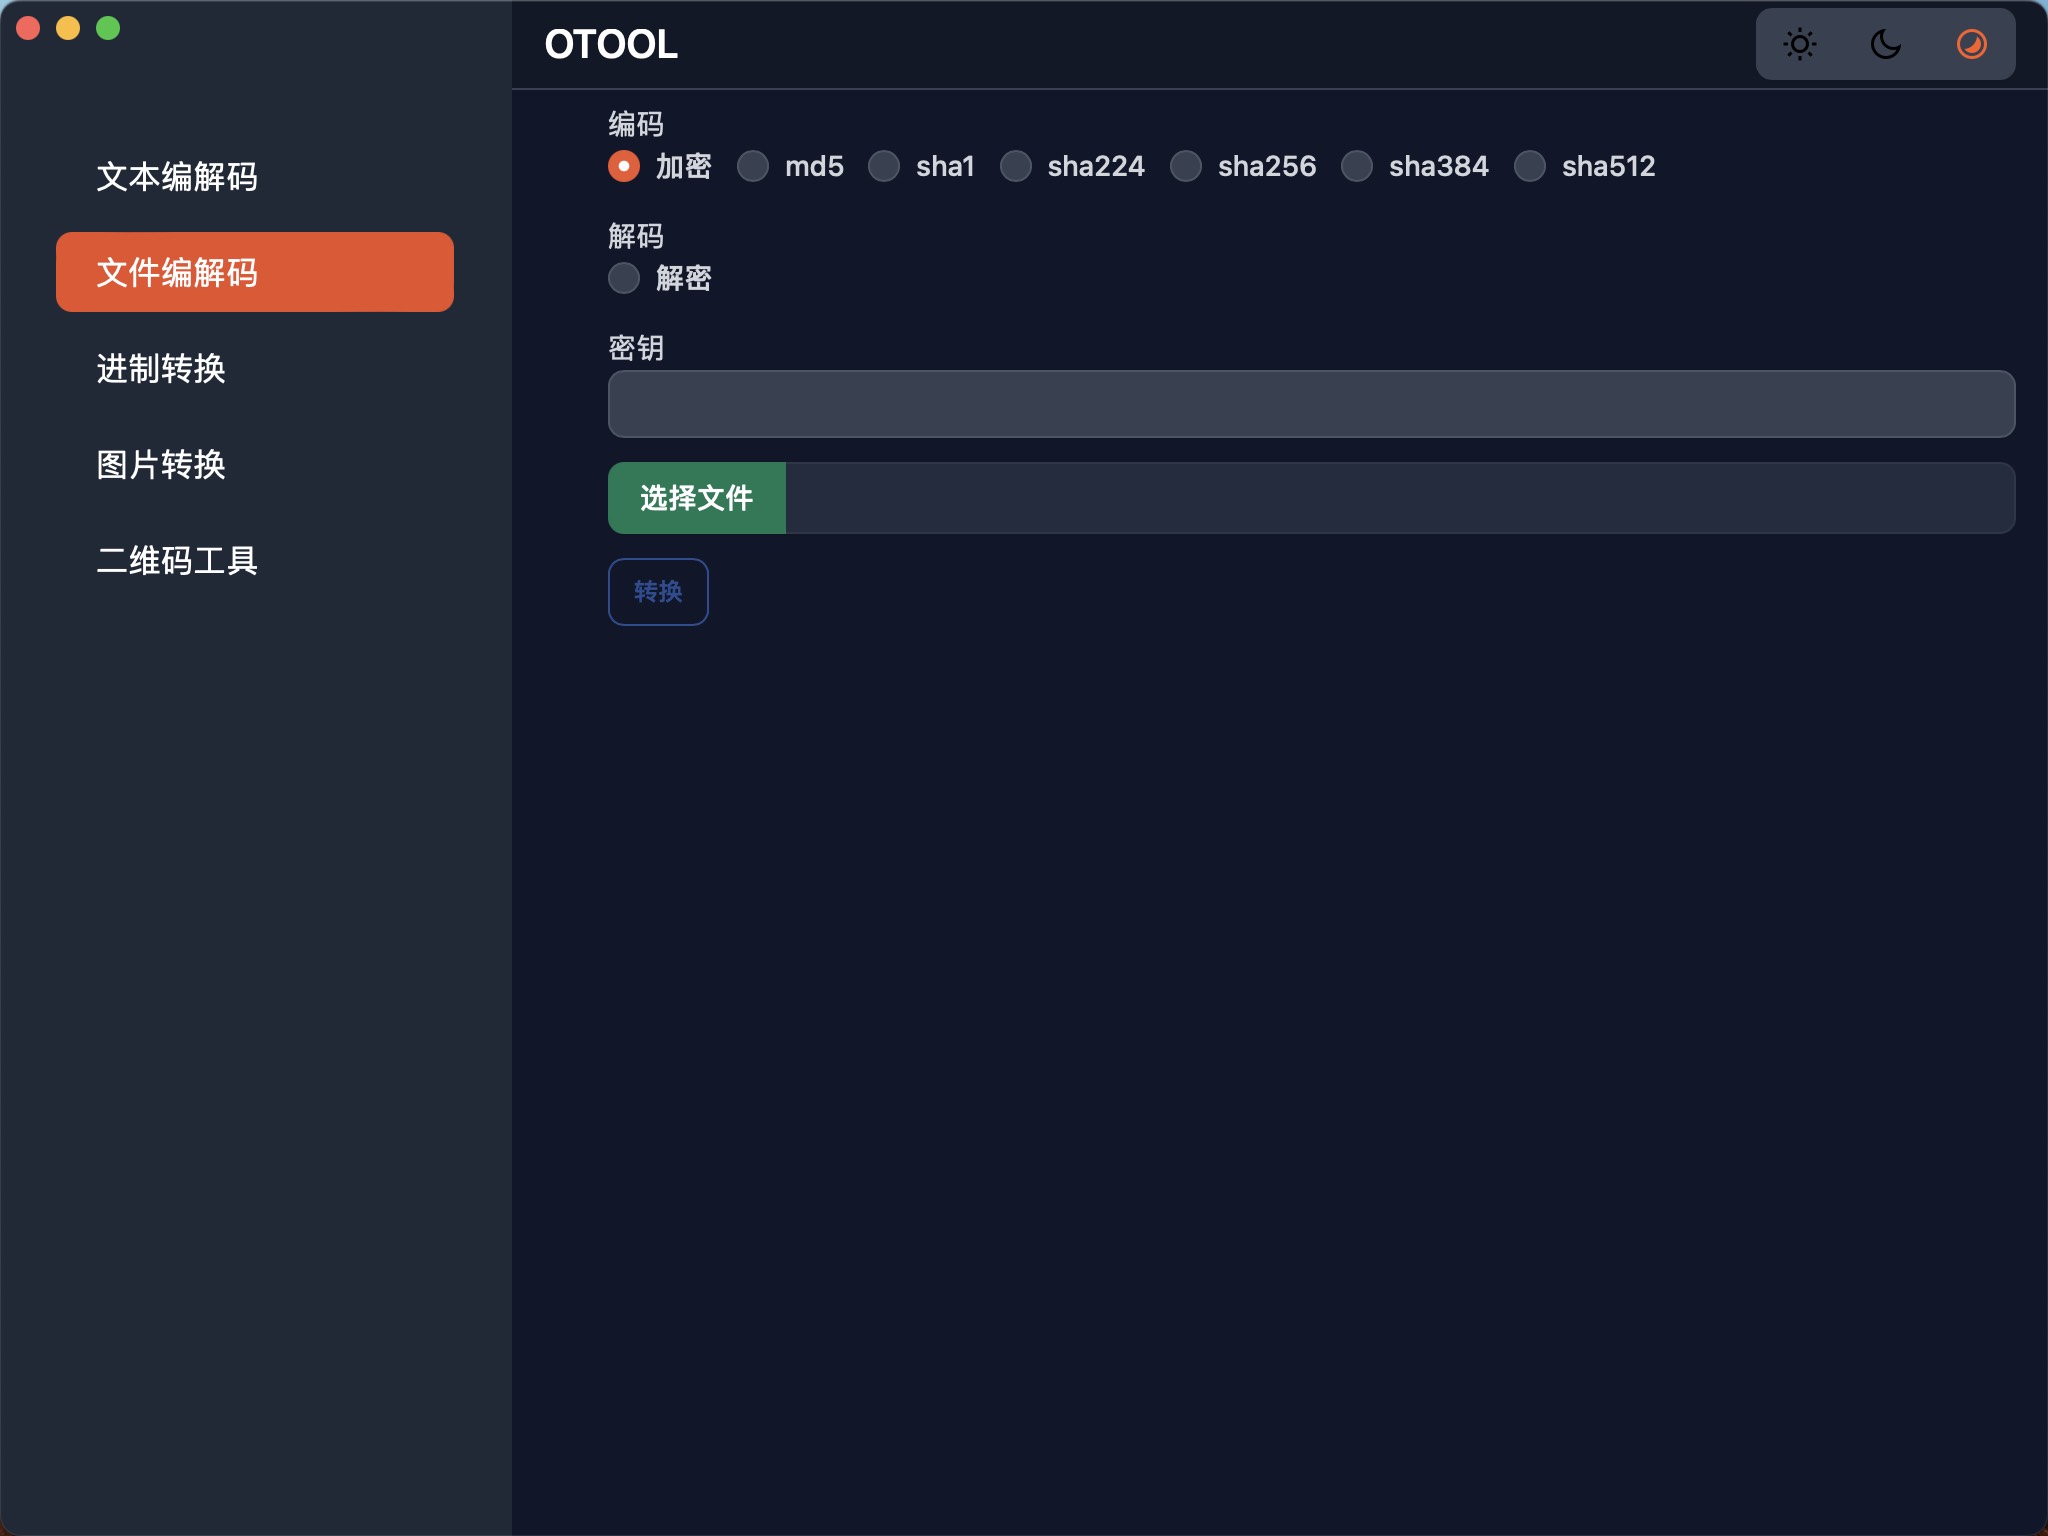 OTOOL
文本编解码
文件编解码
进制转换
图片转换
二维码工具
编码
加密 md5 sha1 sha224 sha256 sha384 sha512
解码
解密
密钥
选择文件
转换